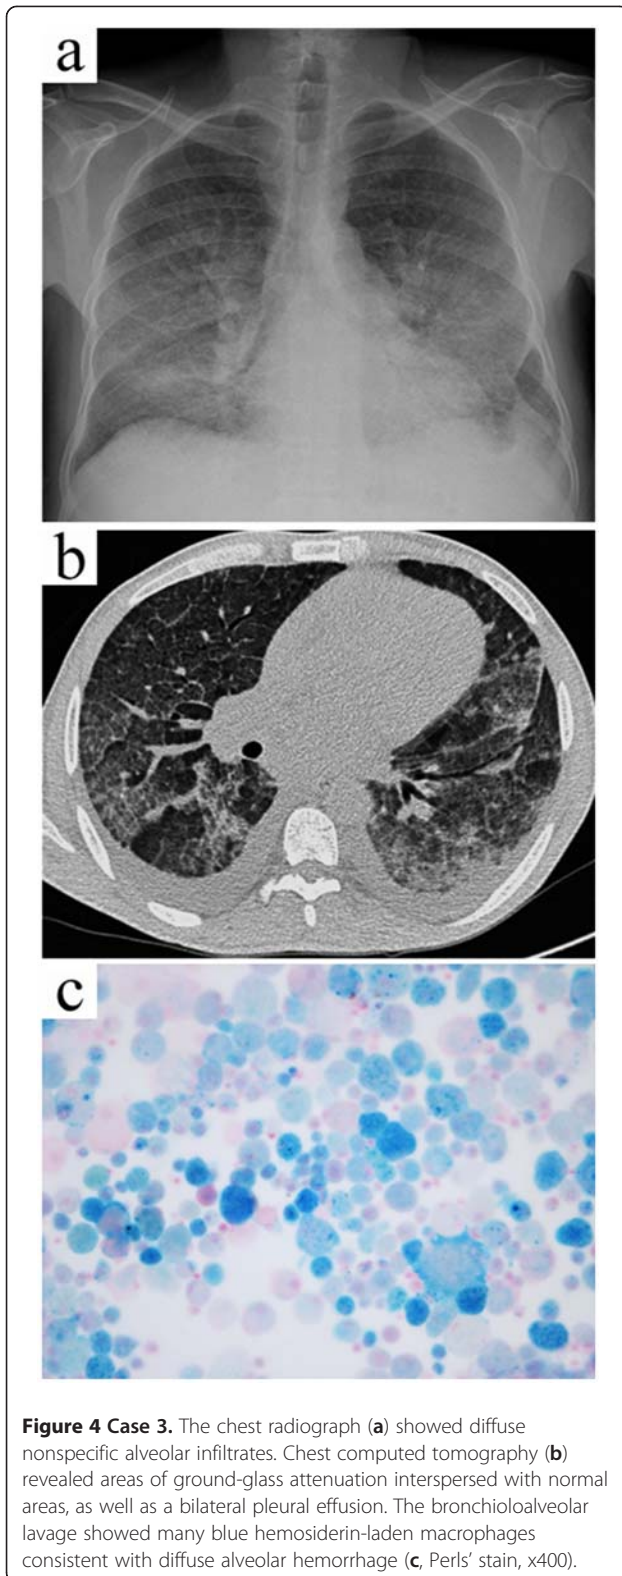 a
b
c
Figure 4 Case 3. The chest radiograph (a) showed diffuse
nonspecific alveolar infiltrates. Chest computed tomography (b)
revealed areas of ground-glass attenuation interspersed with normal
areas, as well as a bilateral pleural effusion. The bronchioloalveolar
lavage showed many blue hemosiderin-laden macrophages
consistent with diffuse alveolar hemorrhage (c, Perls’ stain, x400).